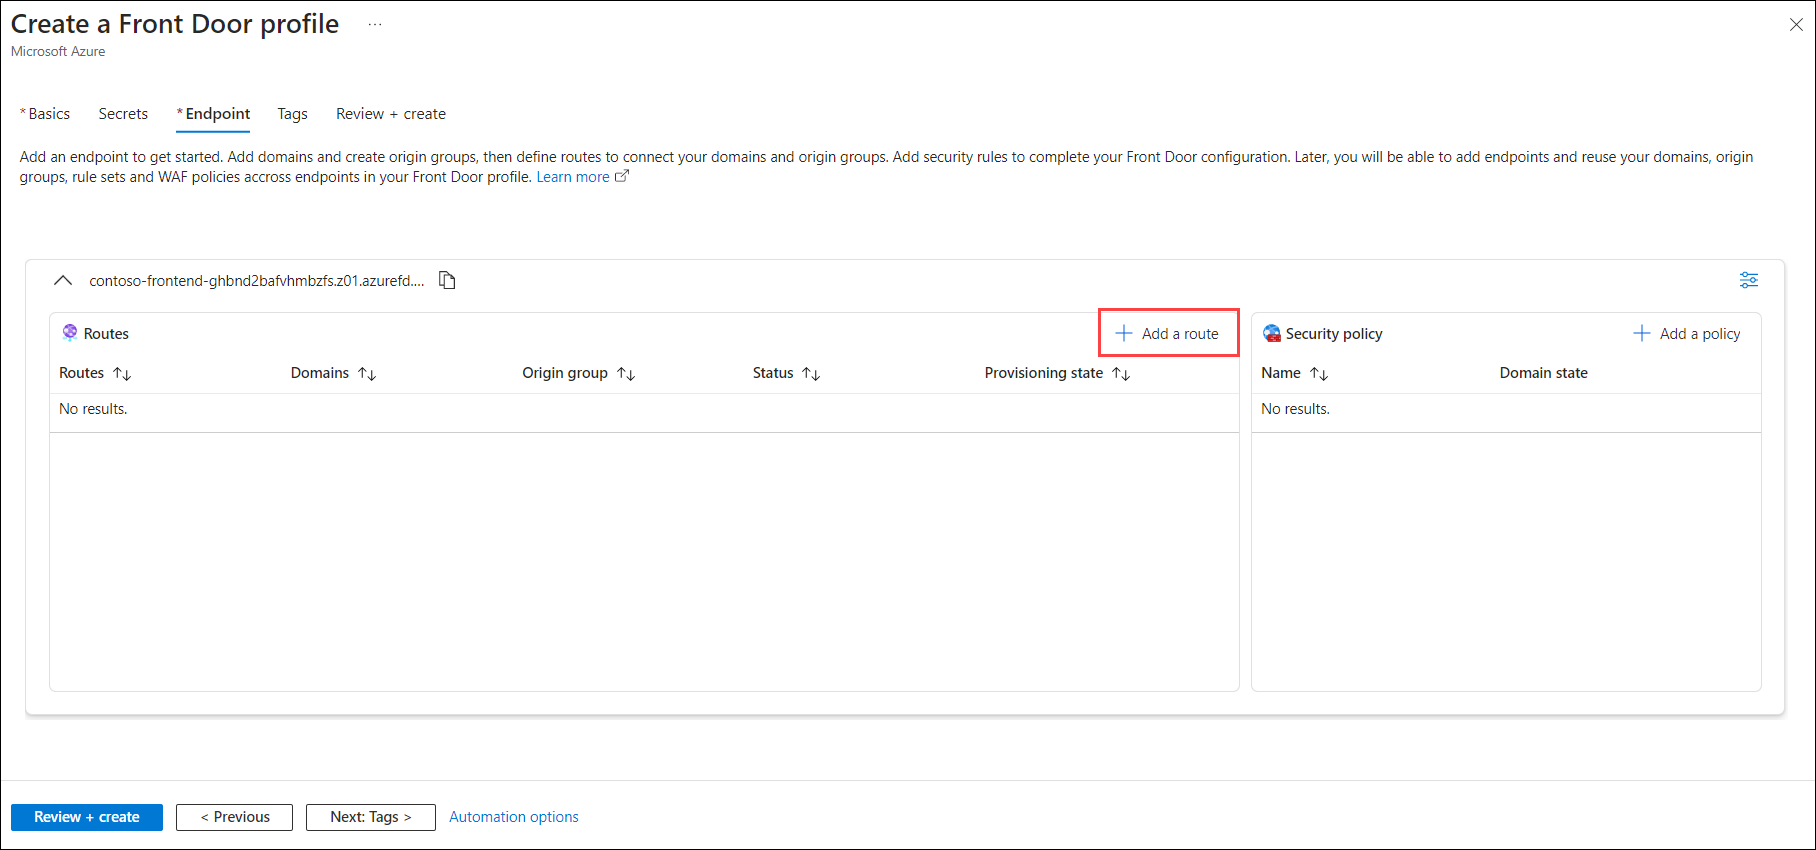 Create a Front Door profile ...
Microsoft Azure
* Basics Secrets * Endpoint Tags Review + create
Add an endpoint to get started. Add domains and create origin groups, then define routes to connect your domains and origin groups. Add security rules to complete your Front Door configuration. Later, you will be able to add endpoints and reuse your domains, origin
groups, rule sets and WAF policies accross endpoints in your Front Door profile. Learn more
contoso-frontend-ghbnd2bafvhmbzfs.z01.azurefd....
Routes + Add a route Security policy + Add a policy
Routes Domains Origin group Status Provisioning state Name Domain state
No results. No results.
Review + create < Previous Next: Tags > Automation options